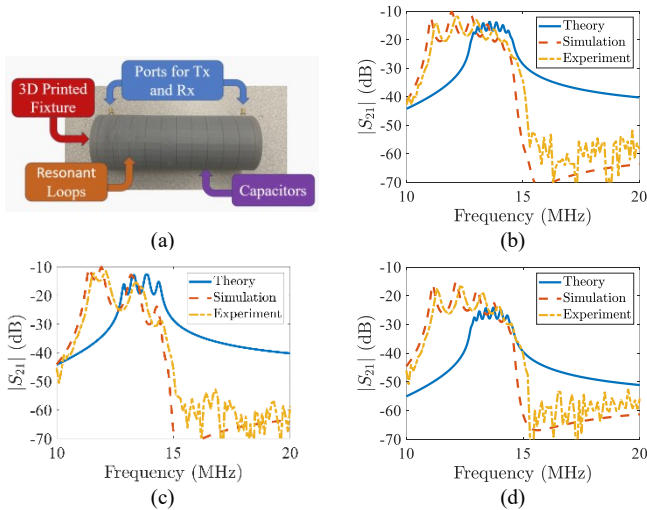 3D Printed
Fixture
Ports for Tx
and Rx
Resonant
Loops
Capacitors
(a)
|S21| (dB)
-10
-20
-30
-40
-50
-60
-70
Theory
Simulation
Experiment
10
15
20
Frequency (MHz)
(b)
|S21| (dB)
-10
-20
-30
-40
-50
-60
-70
Theory
Simulation
Experiment
10
15
20
Frequency (MHz)
(c)
|S21| (dB)
-10
-20
-30
-40
-50
-60
-70
Theory
Simulation
Experiment
10
15
20
Frequency (MHz)
(d)